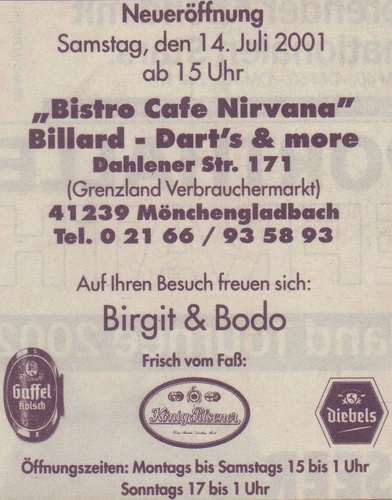 Neueröffnung
Samstag, den 14. Juli 2001
ab 15 Uhr
„Bistro Cafe Nirvana”
Billard - Dart's & more
Dahlener Str. 171
(Grenzland Verbrauchermarkt)
41239 Mönchengladbach
Tel. 0 21 66 / 93 58 93
Auf Ihren Besuch freuen sich:
Birgit & Bodo
Frisch vom Faß:
Gaffel Kölsch
König-Pilsener
Diebels
Öffnungszeiten: Montags bis Samstags 15 bis 1 Uhr
Sonntags 17 bis 1 Uhr